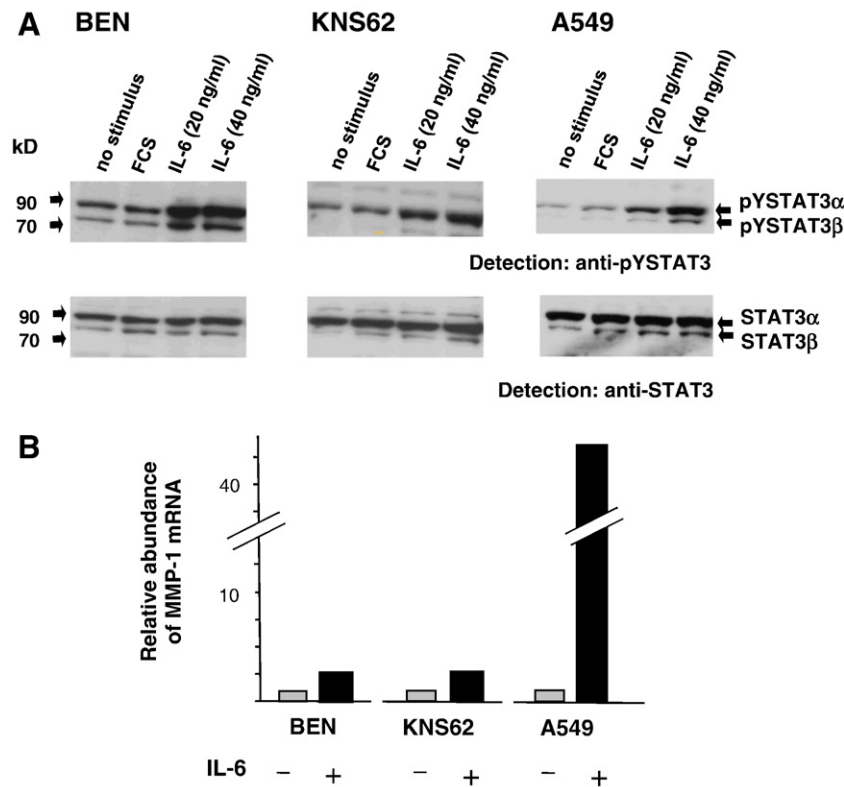 A
BEN KNS62 A549
kD
no stimulus
FCS
IL-6 (20 ng/ml)
IL-6 (40 ng/ml)
no stimulus
FCS
IL-6 (20 ng/ml)
IL-6 (40 ng/ml)
no stimulus
FCS
IL-6 (20 ng/ml)
IL-6 (40 ng/ml)
90
70
pYSTAT3α
pYSTAT3β
Detection: anti-pYSTAT3
90
70
STAT3α
STAT3β
Detection: anti-STAT3
B
Relative abundance
of MMP-1 mRNA
40
10
BEN KNS62 A549
IL-6 – + – + – +